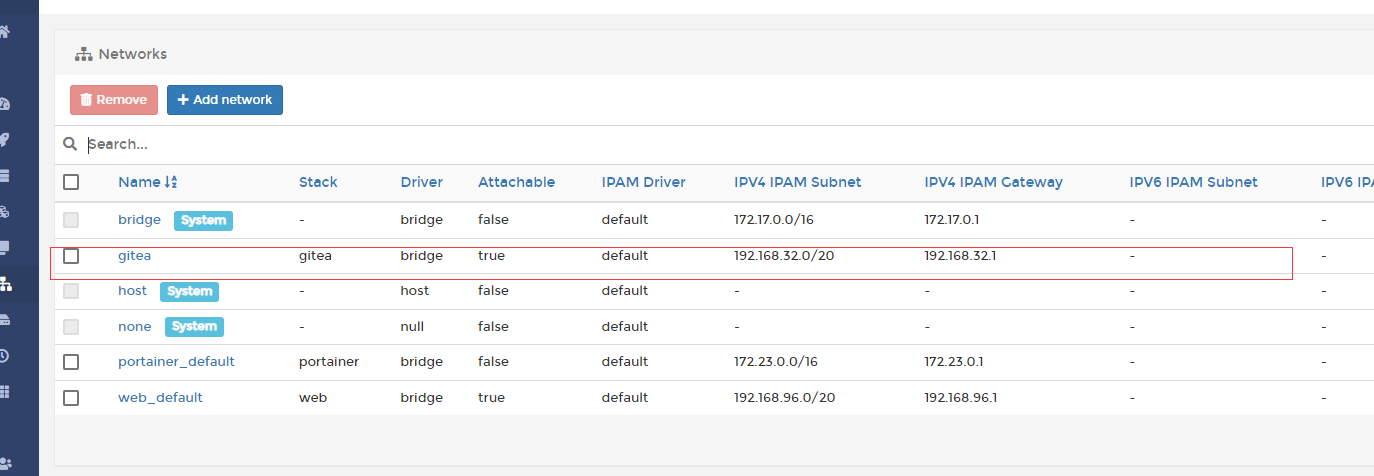 Networks
Remove Add network
Search...
Name Stack Driver Attachable IPAM Driver IPV4 IPAM Subnet IPV4 IPAM Gateway IPV6 IPAM Subnet IPV6
bridge System - bridge false default 172.17.0.0/16 172.17.0.1 - -
gitea gitea bridge true default 192.168.32.0/20 192.168.32.1 - -
host System - host false default - - - -
none System - null false default - - - -
portainer_default portainer bridge false default 172.23.0.0/16 172.23.0.1 - -
web_default web bridge true default 192.168.96.0/20 192.168.96.1 - -